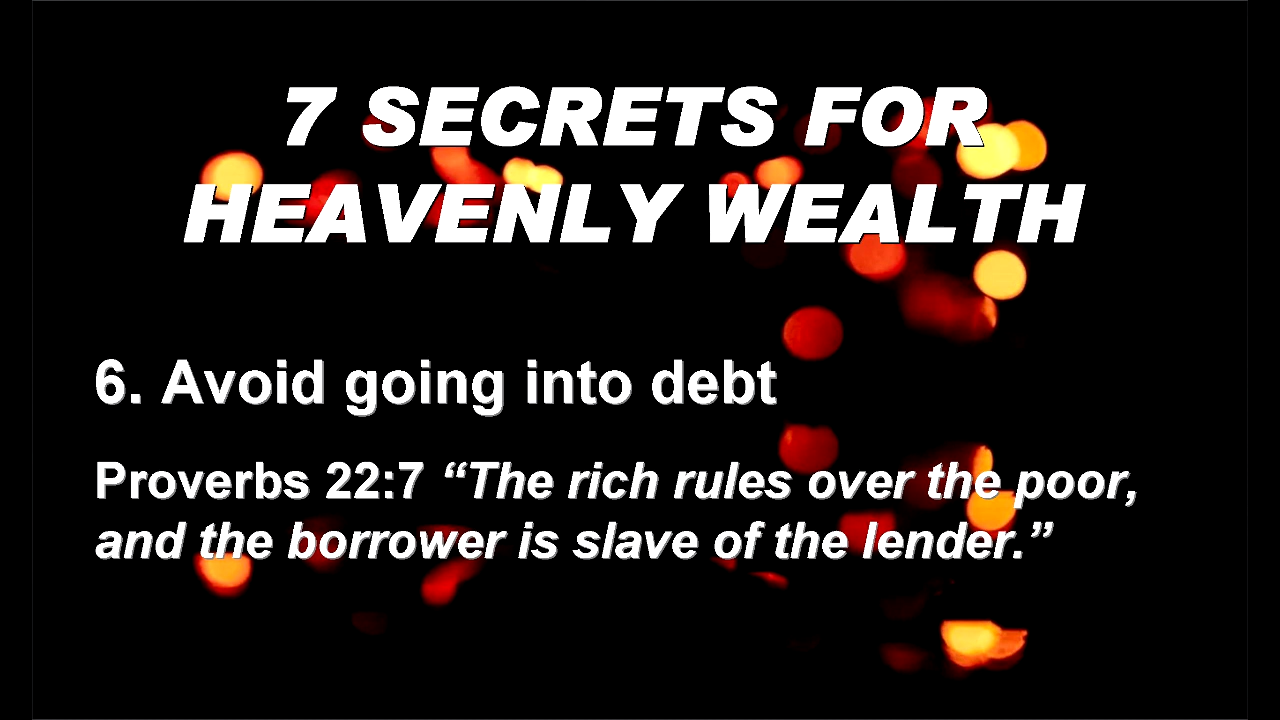 7 SECRETS FOR
HEAVENLY WEALTH
6. Avoid going into debt
Proverbs 22:7 “The rich rules over the poor,
and the borrower is slave of the lender.”